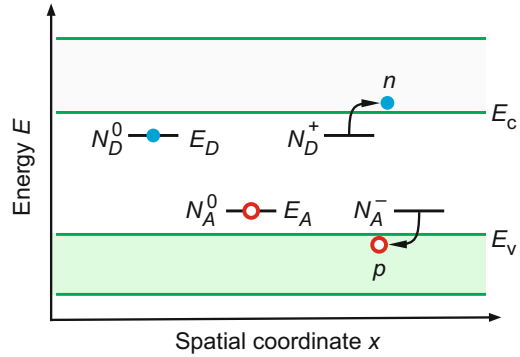 Energy E
n
E_c
N_D^0 E_D N_D^+
N_A^0 E_A N_A^-
E_v
p
Spatial coordinate x